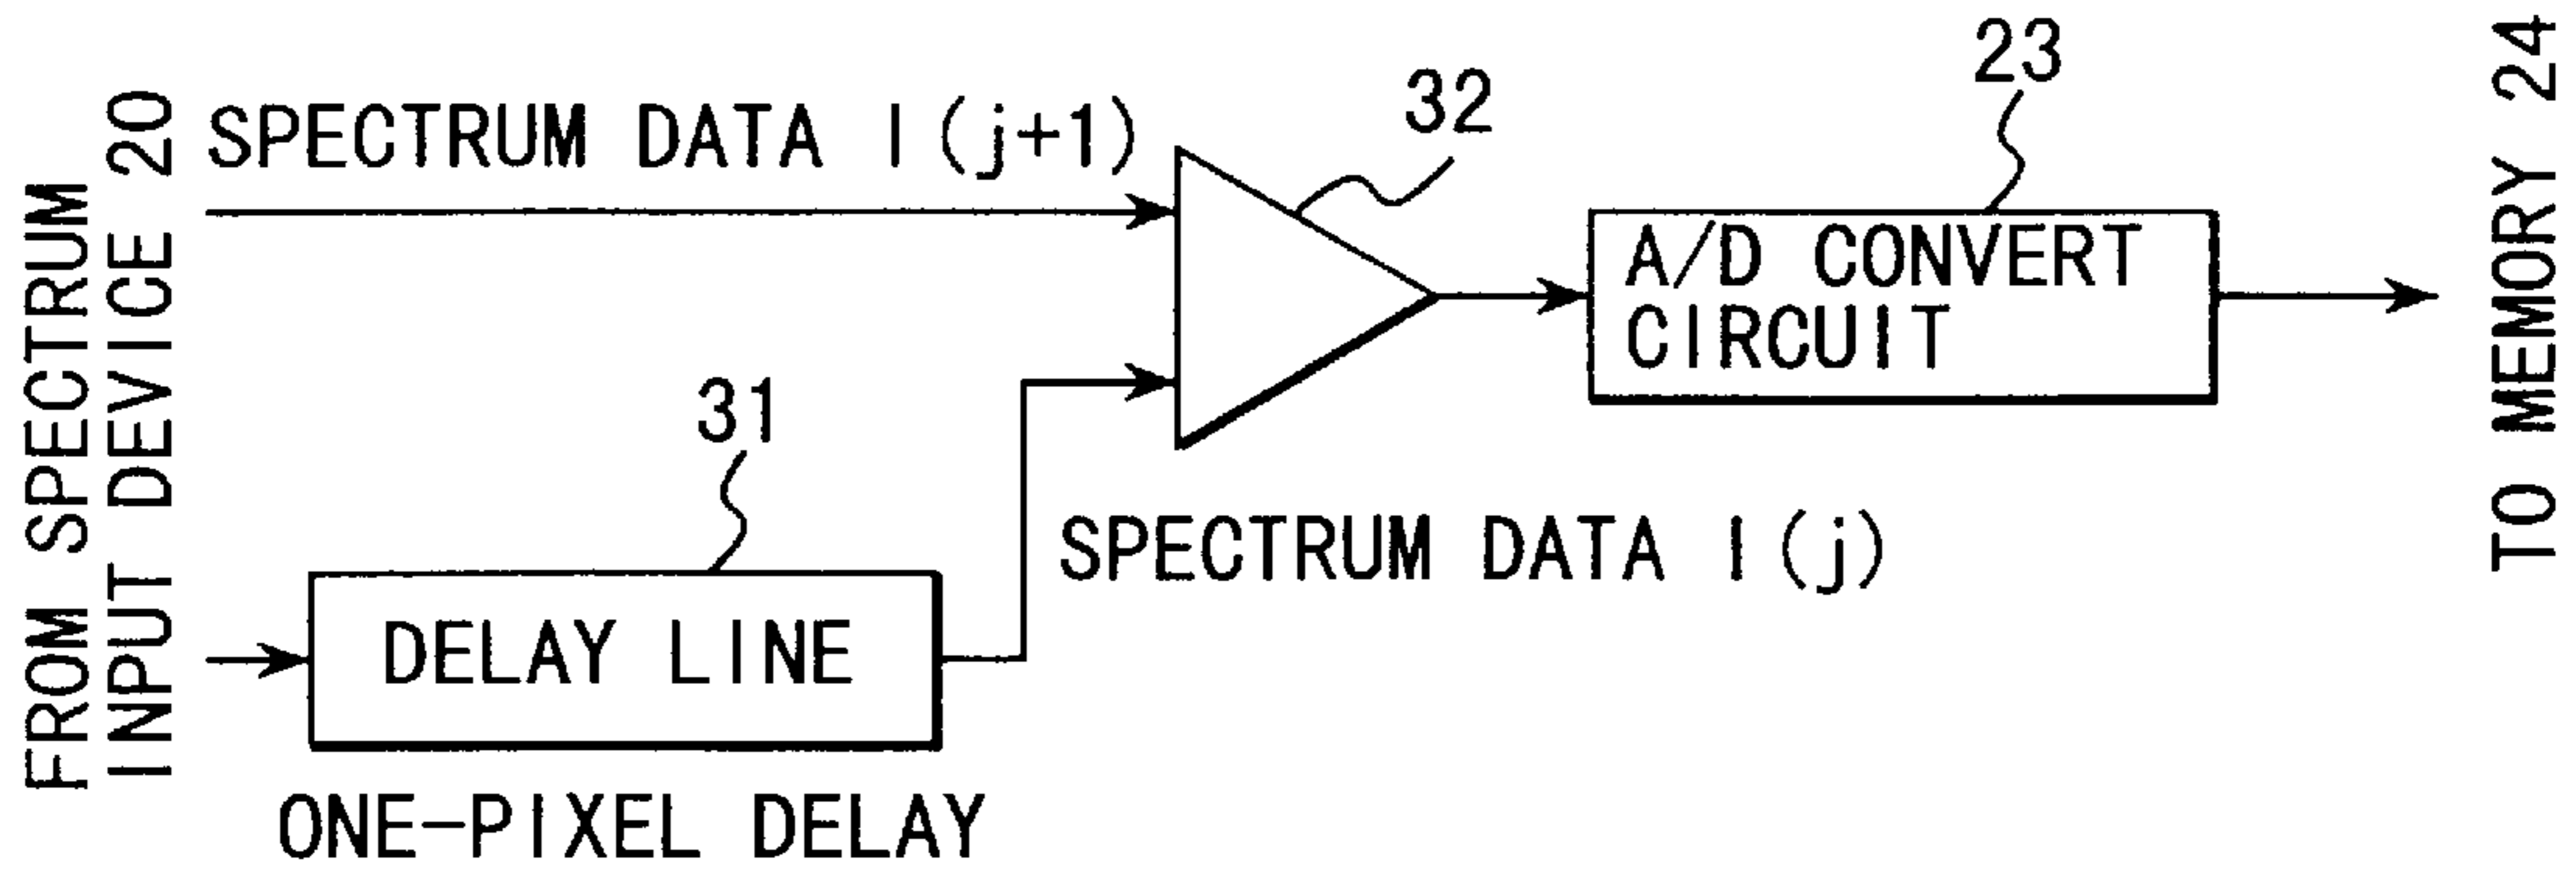 FROM SPECTRUM
INPUT DEVICE 20
SPECTRUM DATA I (j+1)
32
23
A/D CONVERT
CIRCUIT
TO MEMORY 24
31
SPECTRUM DATA I (j)
DELAY LINE
ONE-PIXEL DELAY